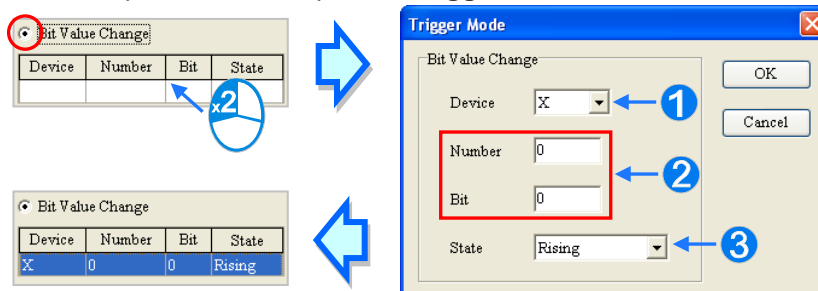 Bit Value Change
Device Number Bit State
x2
Trigger Mode
Bit Value Change
Device X
1
Number 0
2
Bit 0
State Rising
3
OK
Cancel
Bit Value Change
Device Number Bit State
X 0 0 Rising